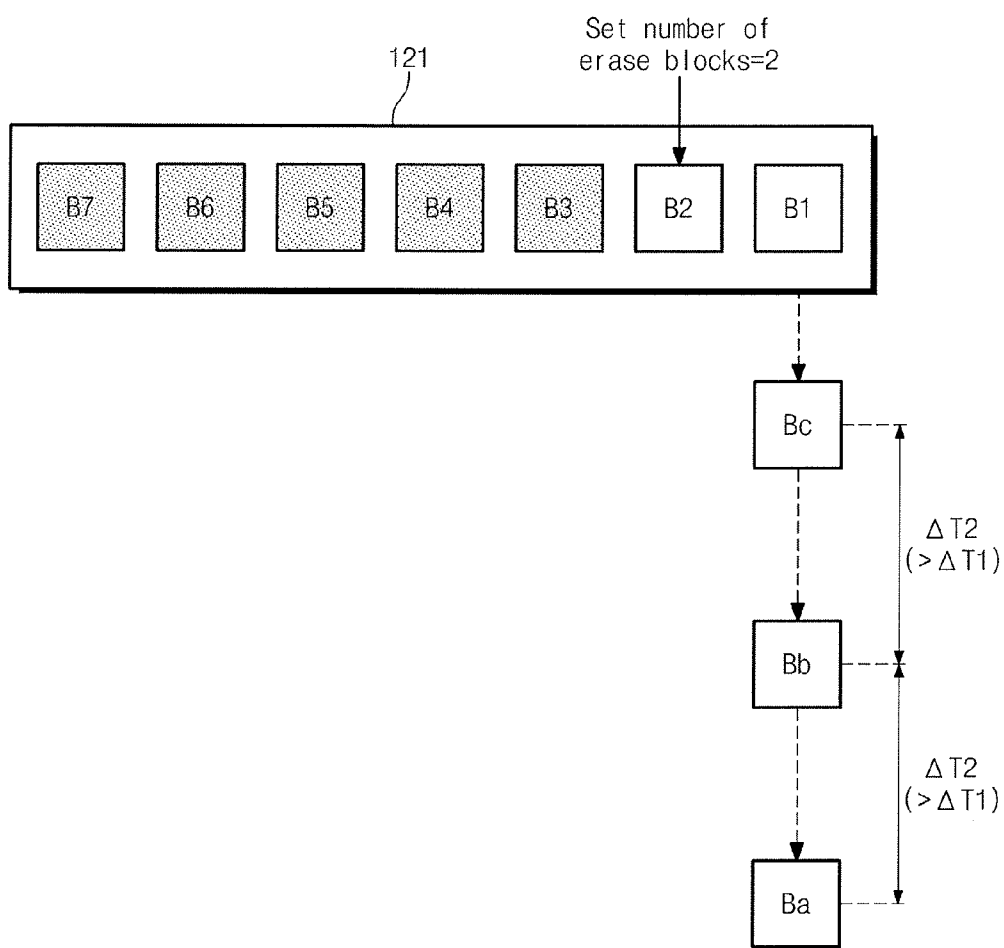 Set number of
erase blocks=2
121
B7 B6 B5 B4 B3 B2 B1
Bc
ΔT2
(>ΔT1)
Bb
ΔT2
(>ΔT1)
Ba